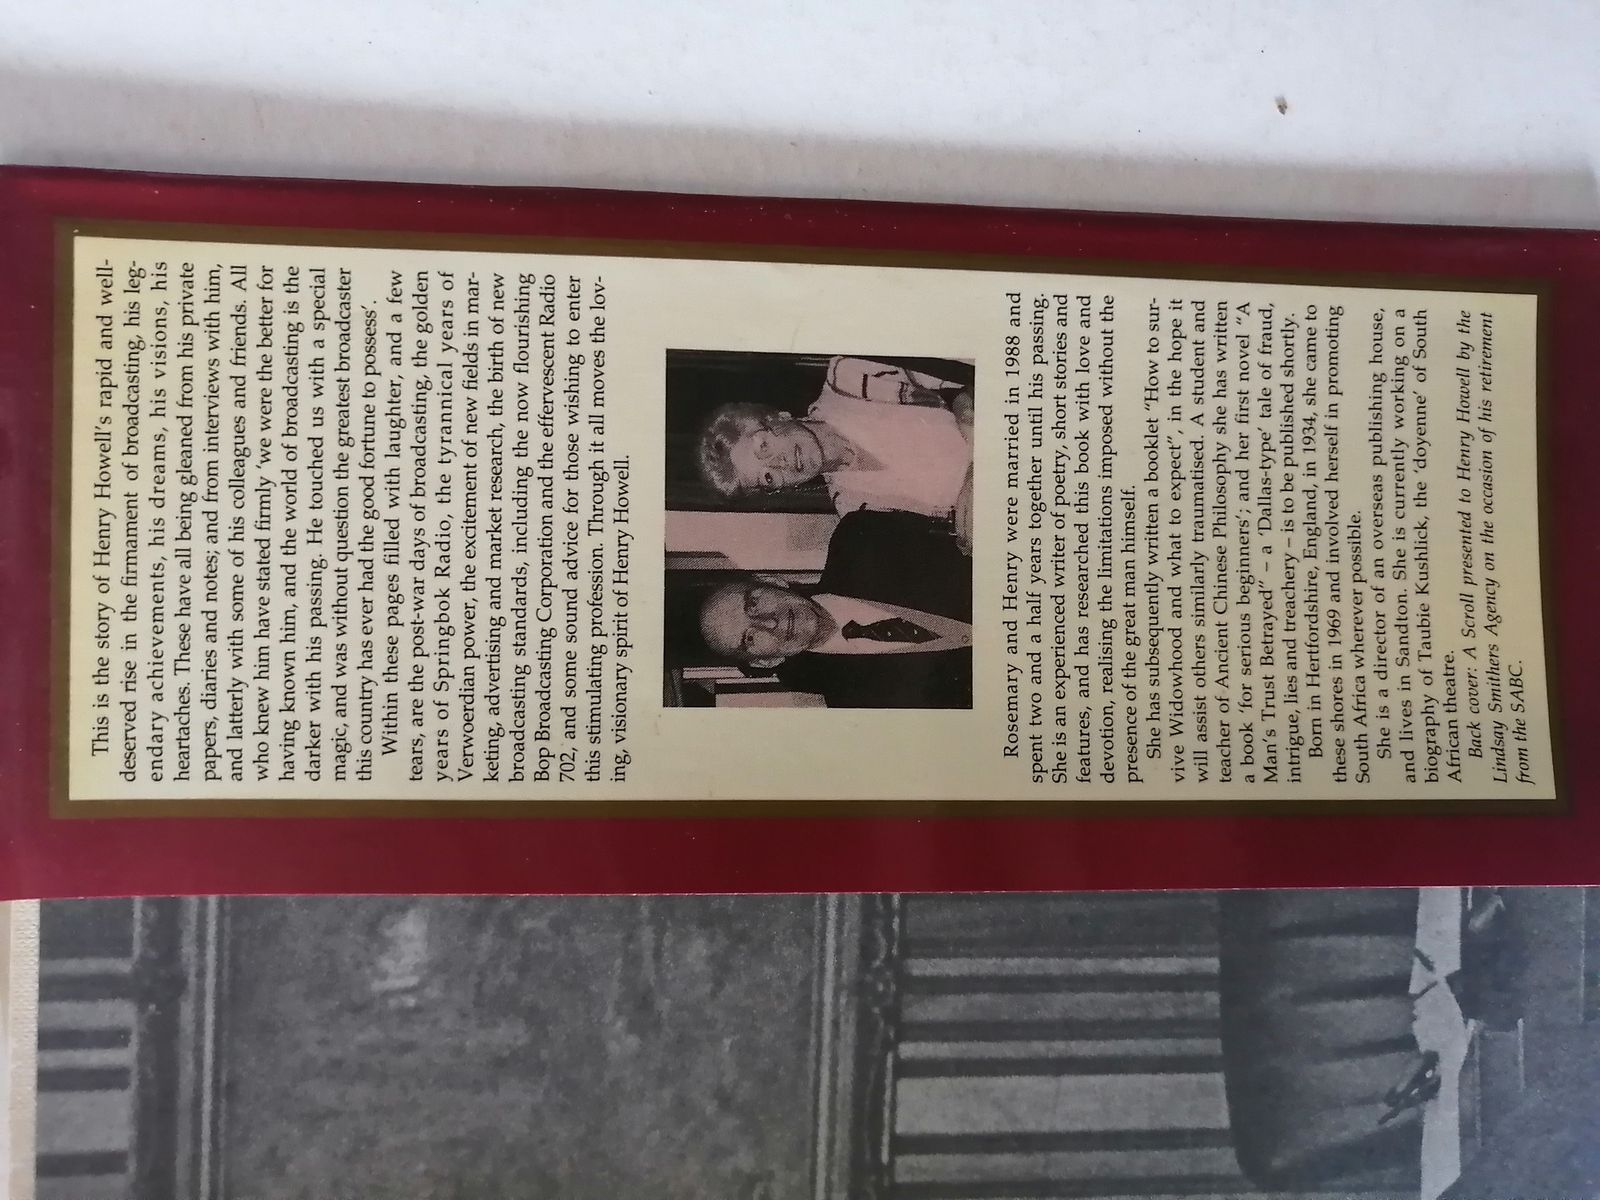 This is the story of Henry Howell's rapid and well-
deserved rise in the firmament of broadcasting, his leg-
endary achievements, his dreams, his visions, his
heartaches. These have all being gleaned from his private
papers, diaries and notes; and from interviews with him,
and latterly with some of his colleagues and friends. All
who knew him have stated firmly 'we were the better for
having known him, and the world of broadcasting is the
darker with his passing. He touched us with a special
magic, and was without question the greatest broadcaster
this country has ever had the good fortune to possess'.
Within these pages filled with laughter, and a few
tears, are the post-war days of broadcasting, the golden
years of Springbok Radio, the tyrannical years of
Verwoerdian power, the excitement of new fields in mar-
keting, advertising and market research, the birth of new
broadcasting standards, including the now flourishing
Bop Broadcasting Corporation and the effervescent Radio
702, and some sound advice for those wishing to enter
this stimulating profession. Through it all moves the lov-
ing, visionary spirit of Henry Howell.
Rosemary and Henry were married in 1988 and
spent two and a half years together until his passing.
She is an experienced writer of poetry, short stories and
features, and has researched this book with love and
devotion, realising the limitations imposed without the
presence of the great man himself.
She has subsequently written a booklet "How to sur-
vive Widowhood and what to expect", in the hope it
will assist others similarly traumatised. A student and
teacher of Ancient Chinese Philosophy she has written
a book 'for serious beginners'; and her first novel "A
Man's Trust Betrayed" – a 'Dallas-type' tale of fraud,
intrigue, lies and treachery – is to be published shortly.
Born in Hertfordshire, England, in 1934, she came to
these shores in 1969 and involved herself in promoting
South Africa wherever possible.
She is a director of an overseas publishing house,
and lives in Sandton. She is currently working on a
biography of Taubie Kushlick, the 'doyenne' of South
African theatre.
Back cover: A Scroll presented to Henry Howell by the
Lindsay Smithers Agency on the occasion of his retirement
from the SABC.